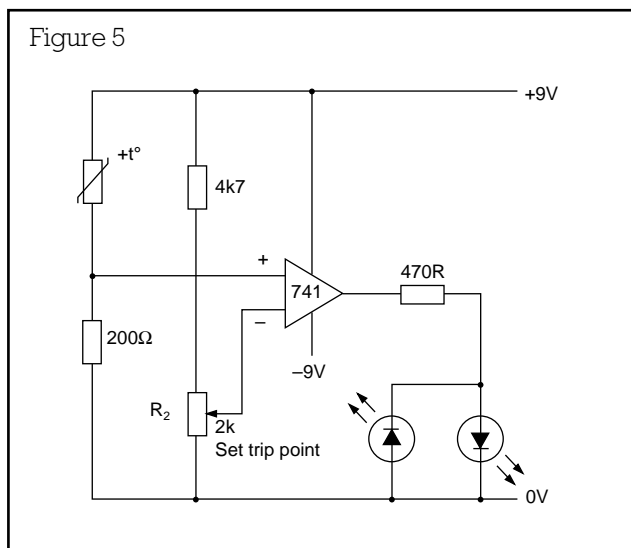 Figure 5
+9V
+t°
4k7
+
741
470R
–
200Ω
–9V
R₂
2k
Set trip point
0V